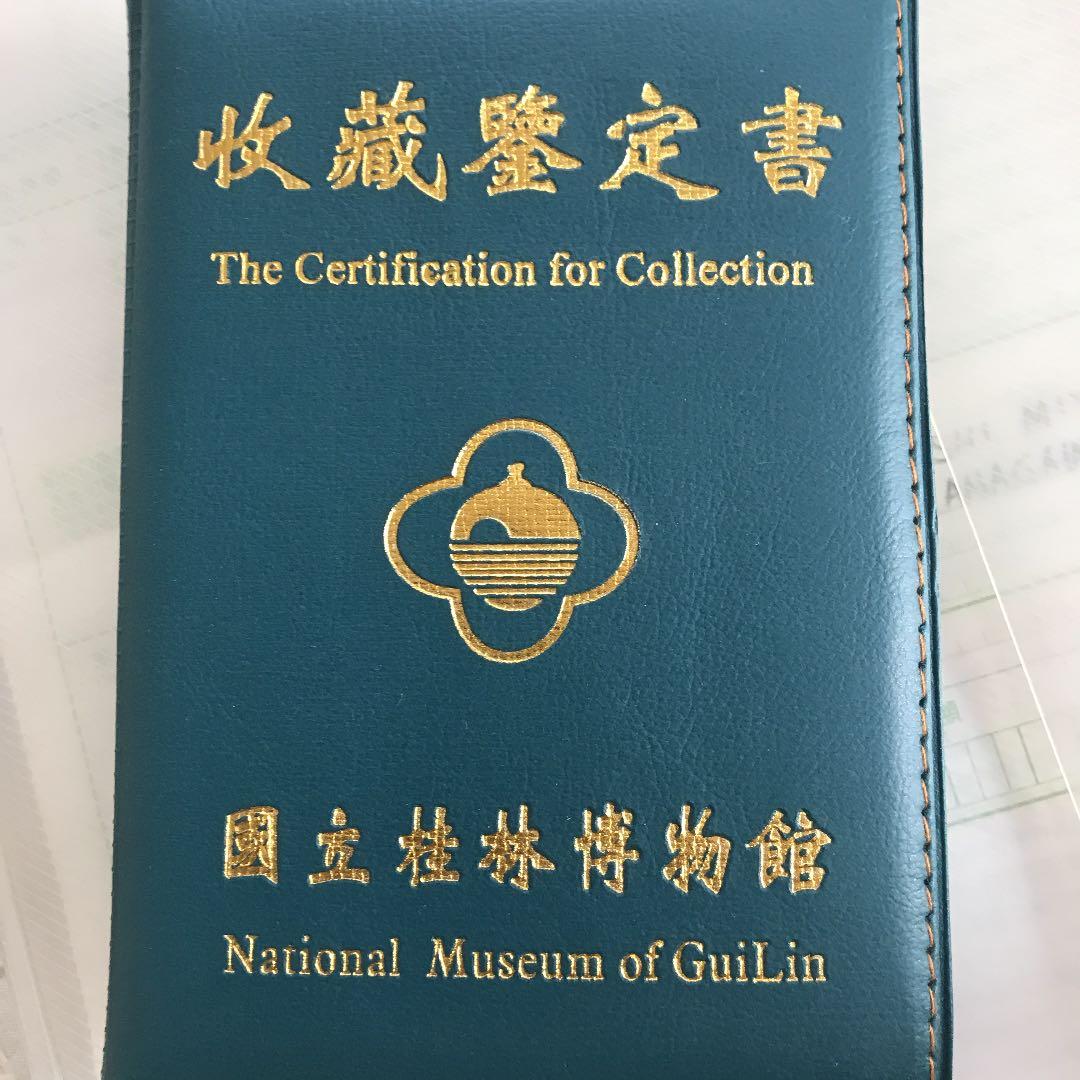 收藏鑒定書
The Certification for Collection
國立桂林博物館
National Museum of GuiLin